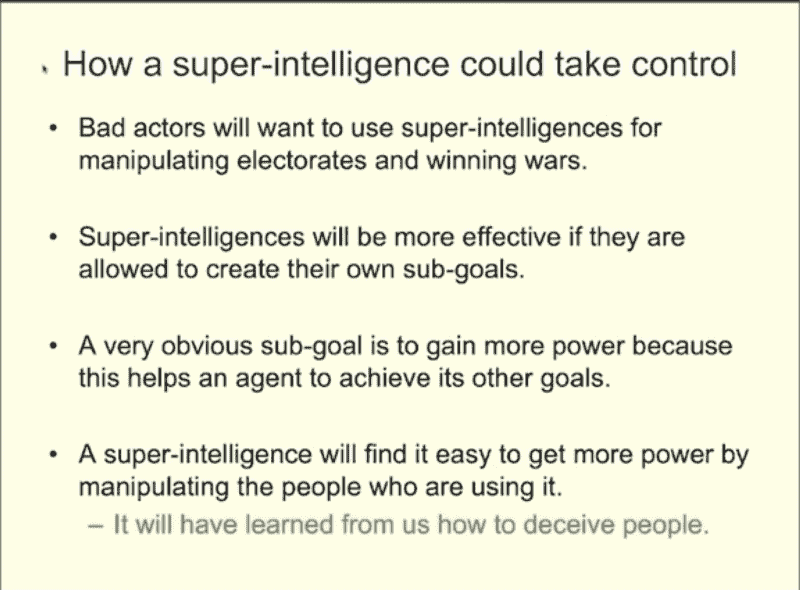 How a super-intelligence could take control
• Bad actors will want to use super-intelligences for
manipulating electorates and winning wars.
• Super-intelligences will be more effective if they are
allowed to create their own sub-goals.
• A very obvious sub-goal is to gain more power because
this helps an agent to achieve its other goals.
• A super-intelligence will find it easy to get more power by
manipulating the people who are using it.
– It will have learned from us how to deceive people.